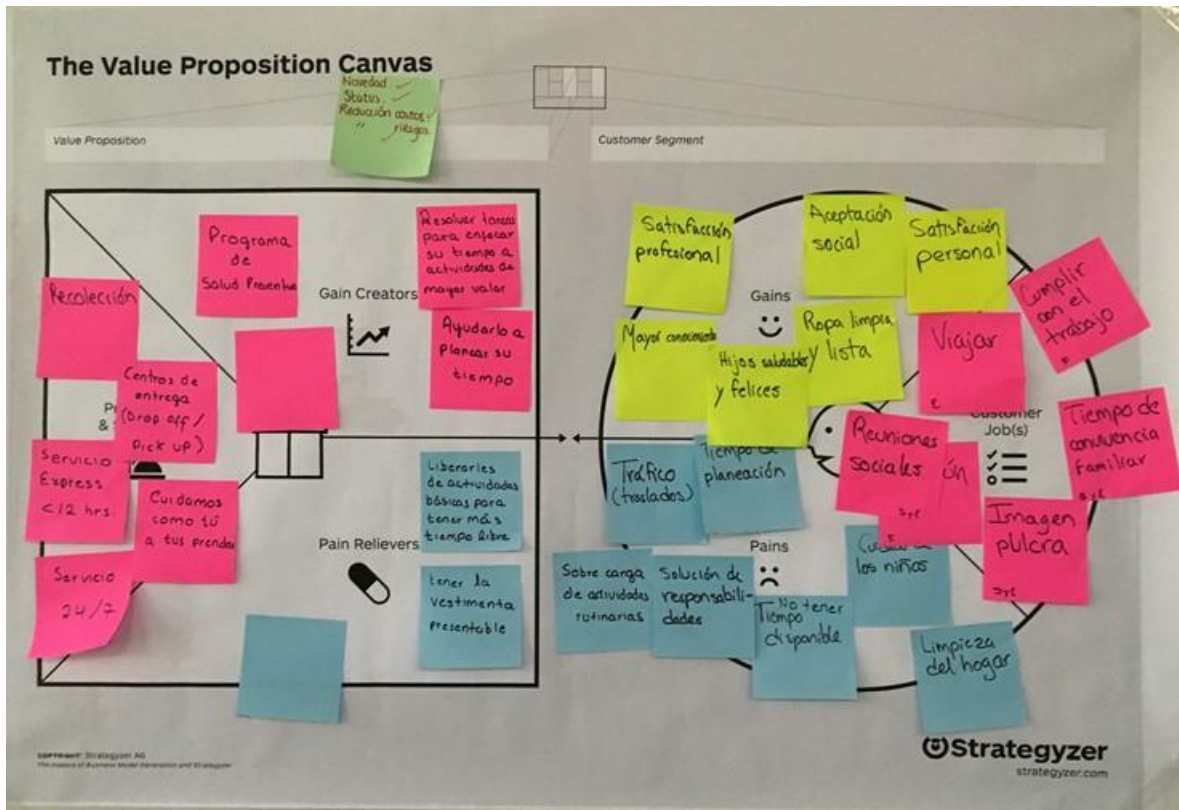 The Value Proposition Canvas
Novedad ✓
Status ✓
Reducción costos ✓
" riesgos
Value Proposition
Customer Segment
Recolección
Programa
de
Salud
Centros de
entrega
(Drop off /
Pick up)
Servicio
Express
<12 hrs.
Cuidamos
como tú
a tus prendas
Servicio
24/7
Gain Creators
Resolver tareas
para enfocar
su tiempo a
actividades de
mayor valor
Ayudarlo a
planear su
tiempo
Pain Relievers
Liberarles
de actividades
básicas para
tener más
tiempo libre
tener la
vestimenta
presentable
Gains
Satisfacción
profesional
Aceptación
social
Satisfacción
personal
Mayor conocimiento
Hijos saludables
y felices
Ropa limpia
y lista
Customer
Job(s)
Cumplir
con el
trabajo
Viajar
Reuniones
sociales
ón
Tiempo de
convivencia
familiar
Imagen
pulcra
Pains
Tráfico
(traslados)
Tiempo de
planeación
Sobre carga
de actividades
rutinarias
Solución de
responsabili-
dades
No tener
Tiempo
disponible
los niños
Limpieza
del hogar
COPYRIGHT: Strategyzer AG
The makers of Business Model Generation and Strategyzer
Strategyzer
strategyzer.com